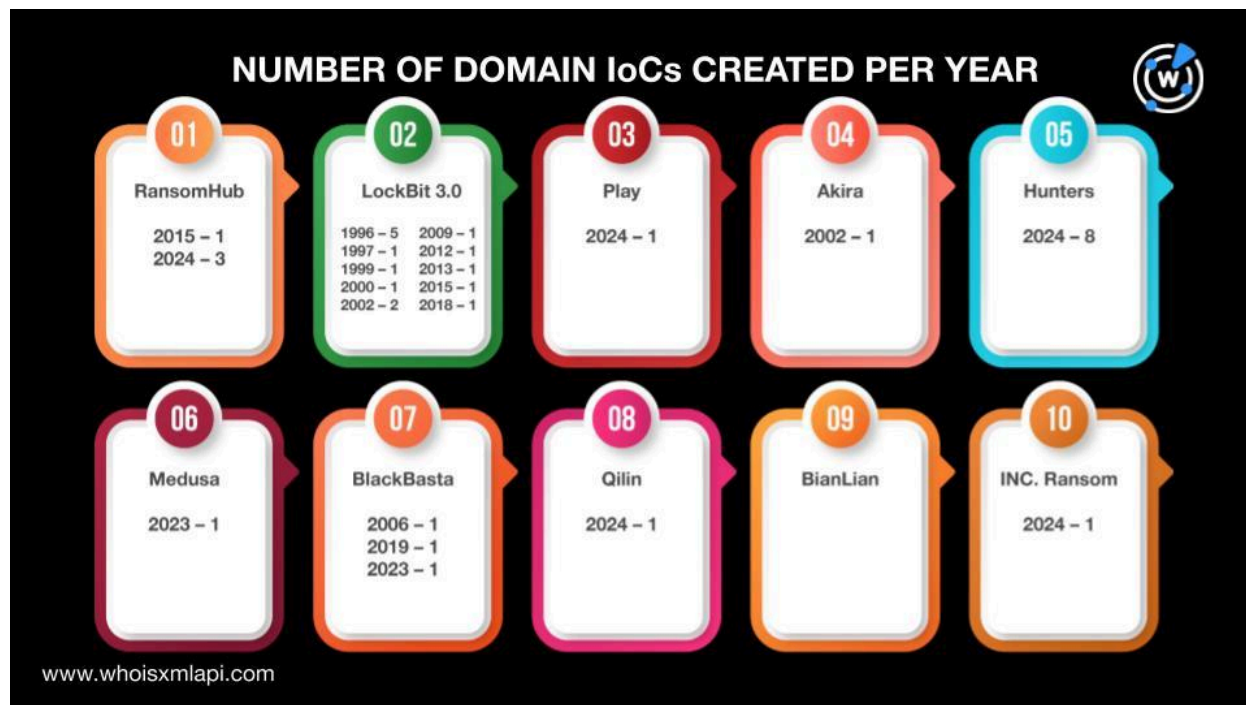 NUMBER OF DOMAIN IoCs CREATED PER YEAR
W
01
RansomHub
2015 – 1
2024 – 3
02
LockBit 3.0
1996 – 5 2009 – 1
1997 – 1 2012 – 1
1999 – 1 2013 – 1
2000 – 1 2015 – 1
2002 – 2 2018 – 1
03
Play
2024 – 1
04
Akira
2002 – 1
05
Hunters
2024 – 8
06
Medusa
2023 – 1
07
BlackBasta
2006 – 1
2019 – 1
2023 – 1
08
Qilin
2024 – 1
09
BianLian
10
INC. Ransom
2024 – 1
www.whoisxmlapi.com